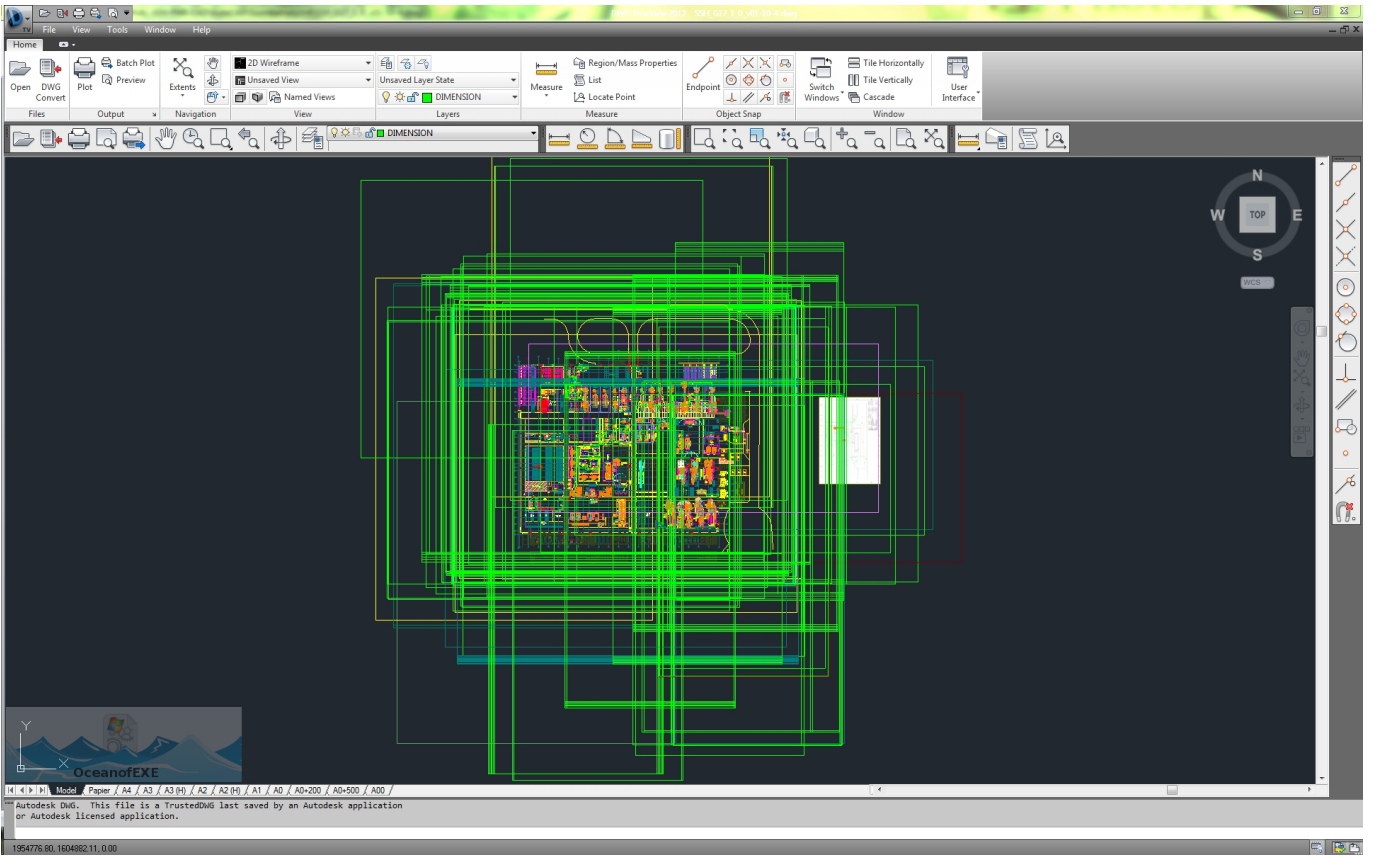 TV File View Tools Window Help
Home
Open DWG Convert Plot Batch Plot Preview
Extents
2D Wireframe
Unsaved View
Named Views
Unsaved Layer State
DIMENSION
Measure Region/Mass Properties
List
Locate Point
Endpoint
Switch Windows
Tile Horizontally
Tile Vertically
Cascade
User Interface
Files Output Navigation View Layers Measure Object Snap Window
DIMENSION
N
W TOP E
S
WCS
Y
X
OceanofEXE
Model Papier A4 A3 A3 (H) A2 A2 (H) A1 A0 A0+200 A0+500 A00
Autodesk DWG. This file is a TrustedDWG last saved by an Autodesk application
or Autodesk licensed application.
1954776.80, 1604882.11, 0.00